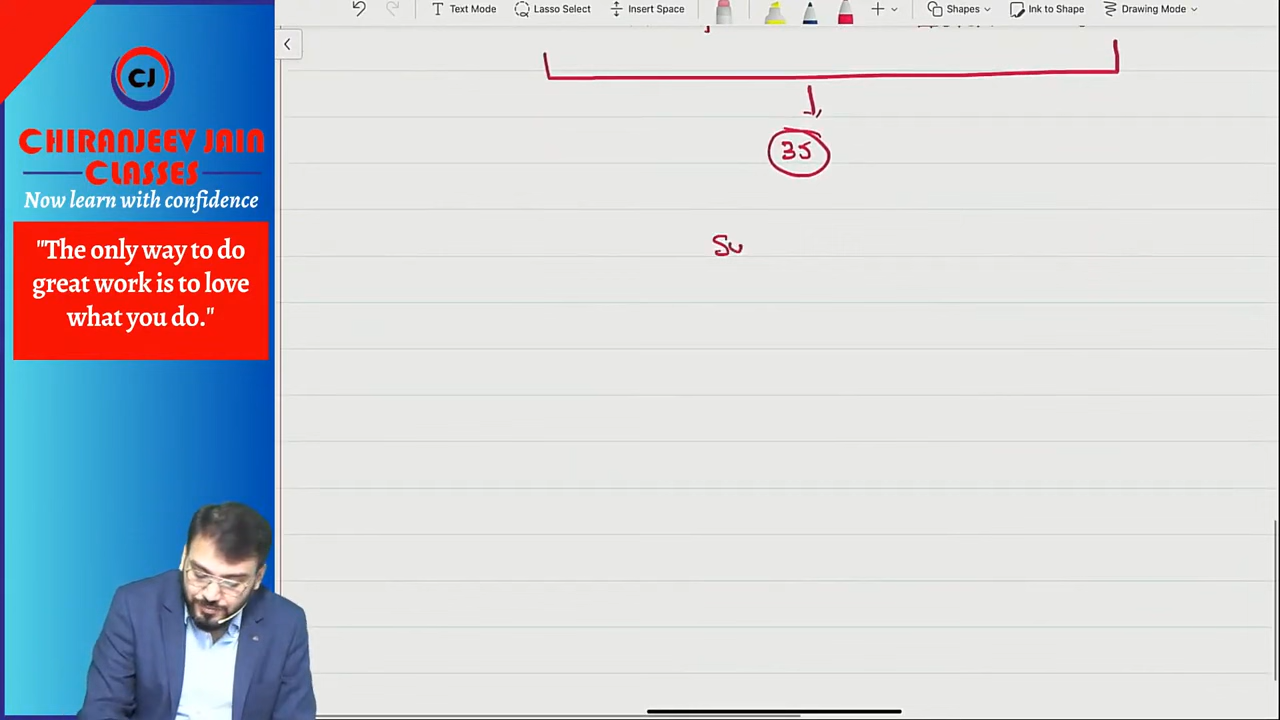 Text Mode
Lasso Select
Insert Space
Shapes
Ink to Shape
Drawing Mode
CJ
CHIRANJEEV JAIN
CLASSES
Now learn with confidence
"The only way to do
great work is to love
what you do."
35
Su